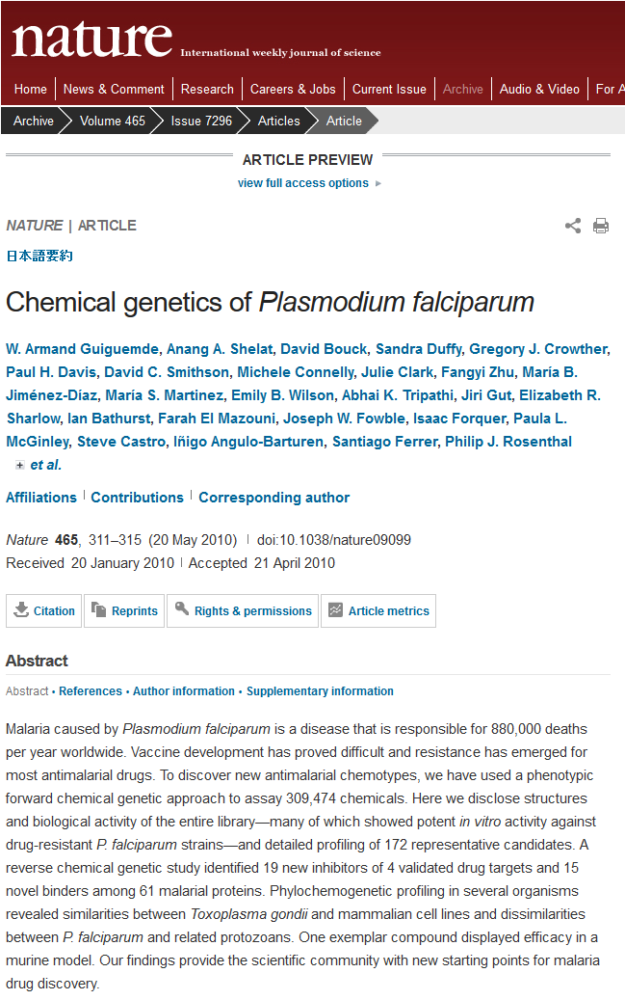 nature International weekly journal of science
Home News & Comment Research Careers & Jobs Current Issue Archive Audio & Video For A
Archive Volume 465 Issue 7296 Articles Article
ARTICLE PREVIEW
view full access options ►
NATURE | ARTICLE
日本語要約
Chemical genetics of Plasmodium falciparum
W. Armand Guiguemde, Anang A. Shelat, David Bouck, Sandra Duffy, Gregory J. Crowther,
Paul H. Davis, David C. Smithson, Michele Connelly, Julie Clark, Fangyi Zhu, María B.
Jiménez-Díaz, María S. Martinez, Emily B. Wilson, Abhai K. Tripathi, Jiri Gut, Elizabeth R.
Sharlow, Ian Bathurst, Farah El Mazouni, Joseph W. Fowble, Isaac Forquer, Paula L.
McGinley, Steve Castro, Iñigo Angulo-Barturen, Santiago Ferrer, Philip J. Rosenthal
+ et al.
Affiliations | Contributions | Corresponding author
Nature 465, 311–315 (20 May 2010) | doi:10.1038/nature09099
Received 20 January 2010 | Accepted 21 April 2010
Citation Reprints Rights & permissions Article metrics
Abstract
Abstract • References • Author information • Supplementary information
Malaria caused by Plasmodium falciparum is a disease that is responsible for 880,000 deaths
per year worldwide. Vaccine development has proved difficult and resistance has emerged for
most antimalarial drugs. To discover new antimalarial chemotypes, we have used a phenotypic
forward chemical genetic approach to assay 309,474 chemicals. Here we disclose structures
and biological activity of the entire library—many of which showed potent in vitro activity against
drug-resistant P. falciparum strains—and detailed profiling of 172 representative candidates. A
reverse chemical genetic study identified 19 new inhibitors of 4 validated drug targets and 15
novel binders among 61 malarial proteins. Phylochemogenetic profiling in several organisms
revealed similarities between Toxoplasma gondii and mammalian cell lines and dissimilarities
between P. falciparum and related protozoans. One exemplar compound displayed efficacy in a
murine model. Our findings provide the scientific community with new starting points for malaria
drug discovery.